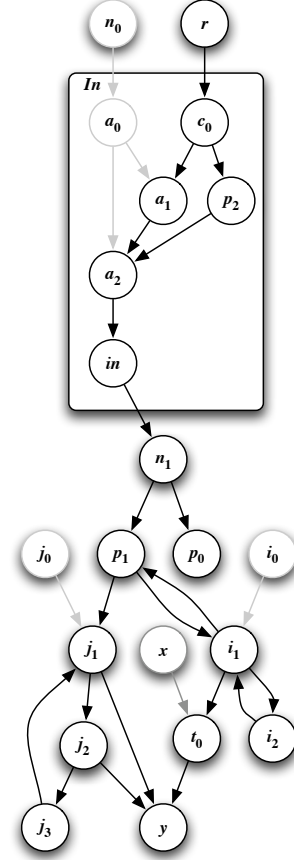 n0 r
In
a0 c0
a1 p2
a2
in
n1
j0 p1 p0 i0
j1 x i1
j2 t0 i2
j3 y